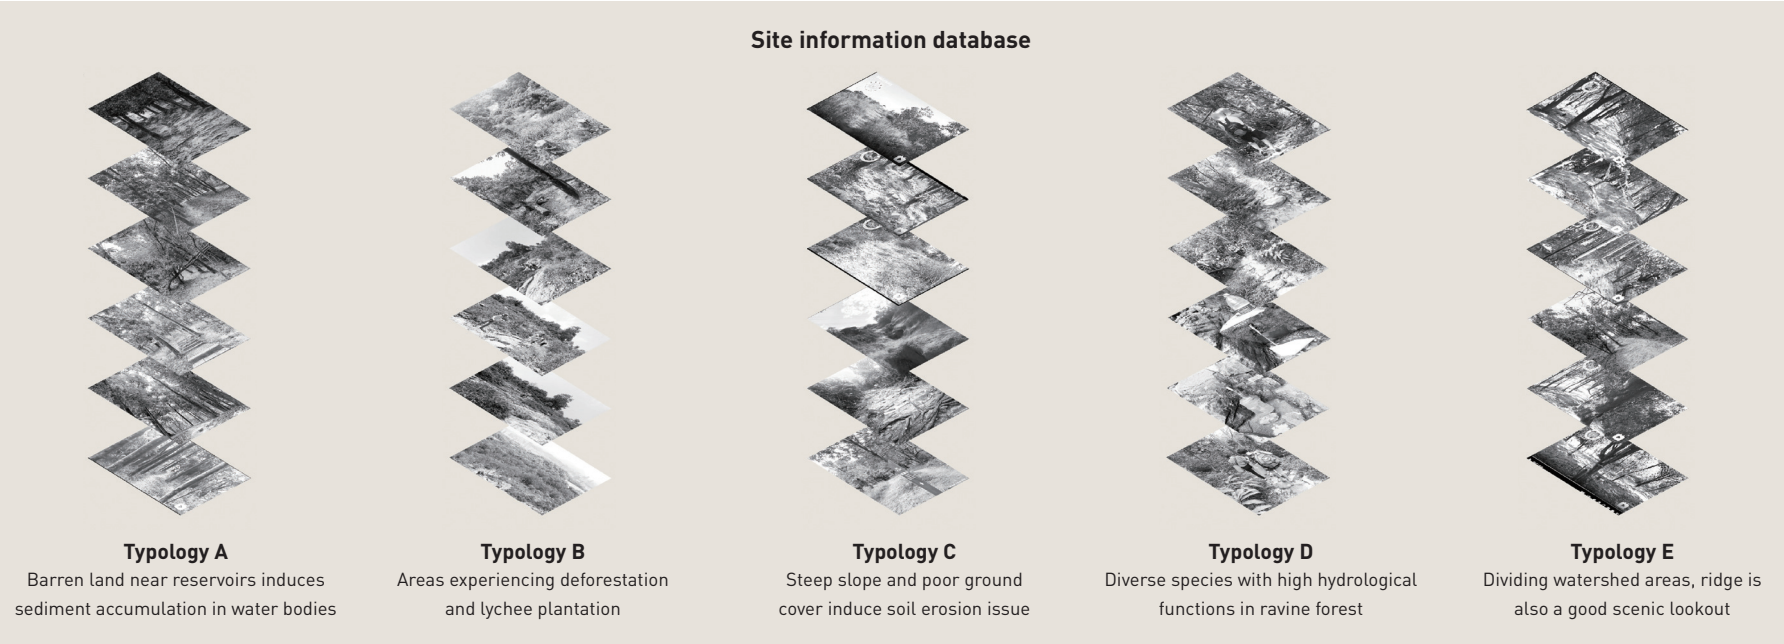 Site information database
Typology A
Barren land near reservoirs induces
sediment accumulation in water bodies
Typology B
Areas experiencing deforestation
and lychee plantation
Typology C
Steep slope and poor ground
cover induce soil erosion issue
Typology D
Diverse species with high hydrological
functions in ravine forest
Typology E
Dividing watershed areas, ridge is
also a good scenic lookout